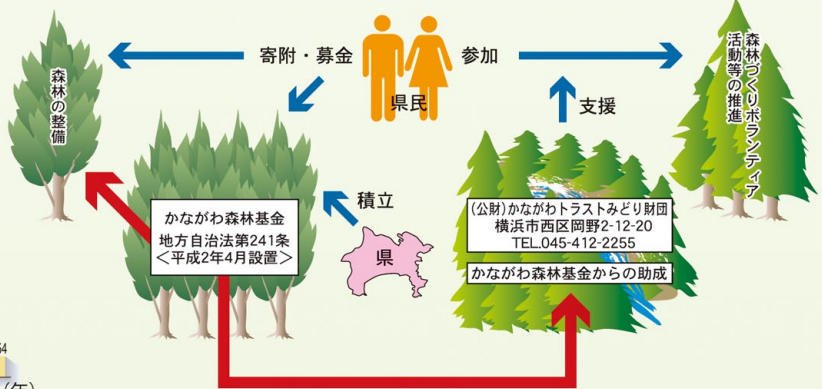 寄附・募金
参加
県民
森林の整備
森林づくりボランティア
活動等の推進
支援
積立
県
かながわ森林基金
地方自治法第241条
＜平成2年4月設置＞
(公財)かながわトラストみどり財団
横浜市西区岡野2-12-20
TEL.045-412-2255
かながわ森林基金からの助成
54
(年)